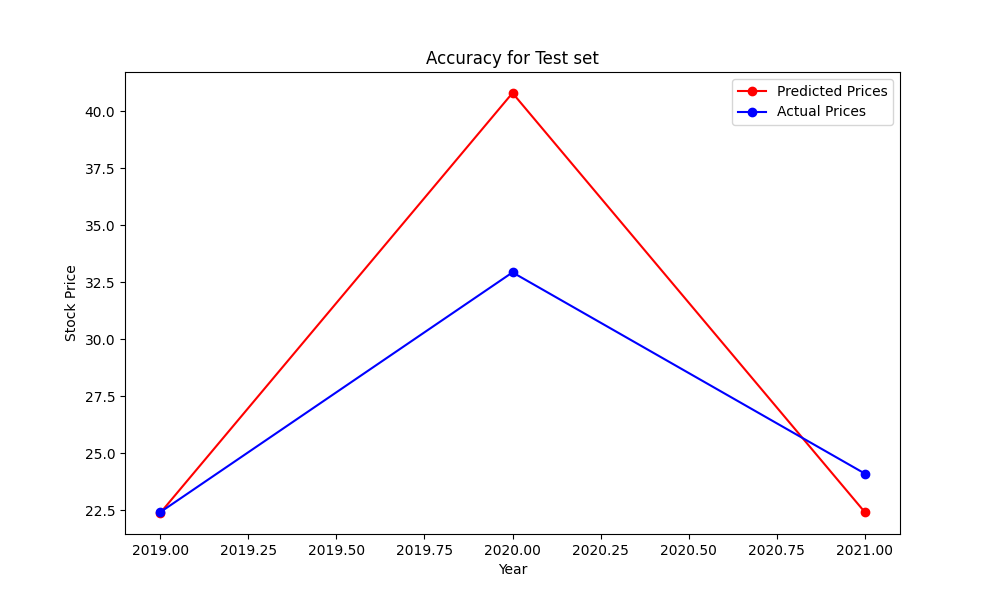 Accuracy for Test set
Predicted Prices
Actual Prices
40.0
37.5
35.0
32.5
30.0
27.5
25.0
22.5
Stock Price
2019.00 2019.25 2019.50 2019.75 2020.00 2020.25 2020.50 2020.75 2021.00
Year